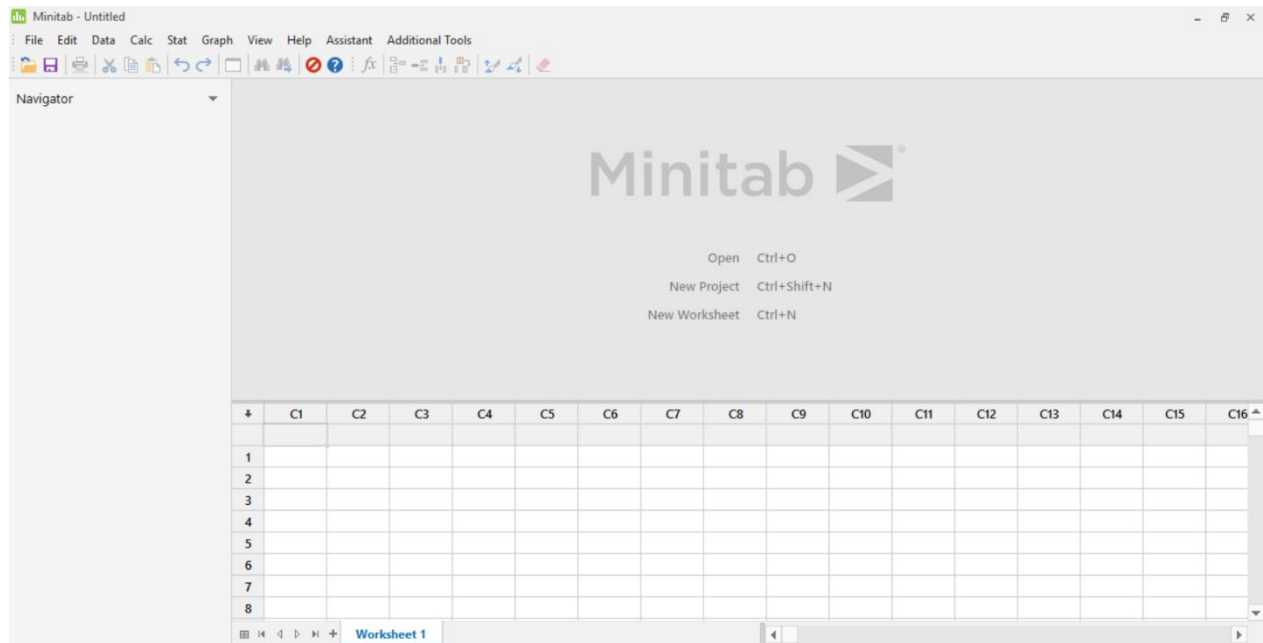 Minitab - Untitled
File Edit Data Calc Stat Graph View Help Assistant Additional Tools
fx
Navigator
Minitab
Open Ctrl+O
New Project Ctrl+Shift+N
New Worksheet Ctrl+N
C1 C2 C3 C4 C5 C6 C7 C8 C9 C10 C11 C12 C13 C14 C15 C16
1
2
3
4
5
6
7
8
Worksheet 1